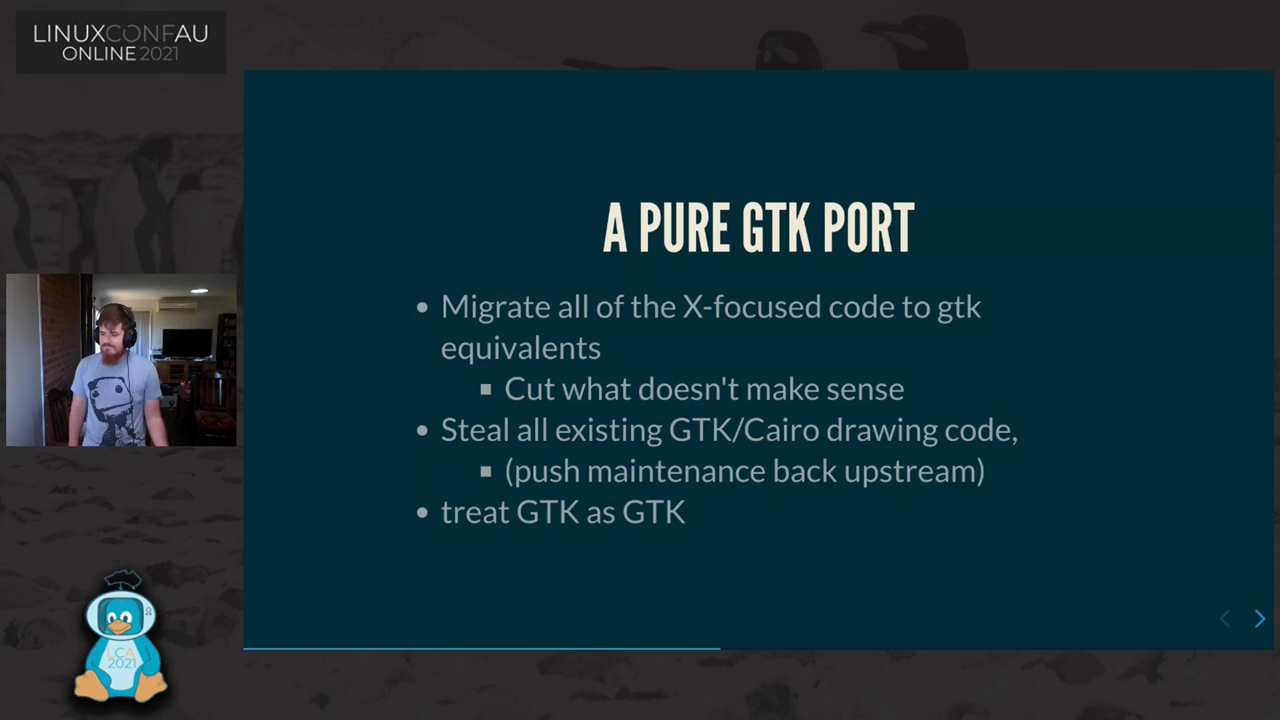 LINUXCONFAU
ONLINE 2021
A PURE GTK PORT
• Migrate all of the X-focused code to gtk
equivalents
▪ Cut what doesn't make sense
• Steal all existing GTK/Cairo drawing code,
▪ (push maintenance back upstream)
• treat GTK as GTK
LCA
2021